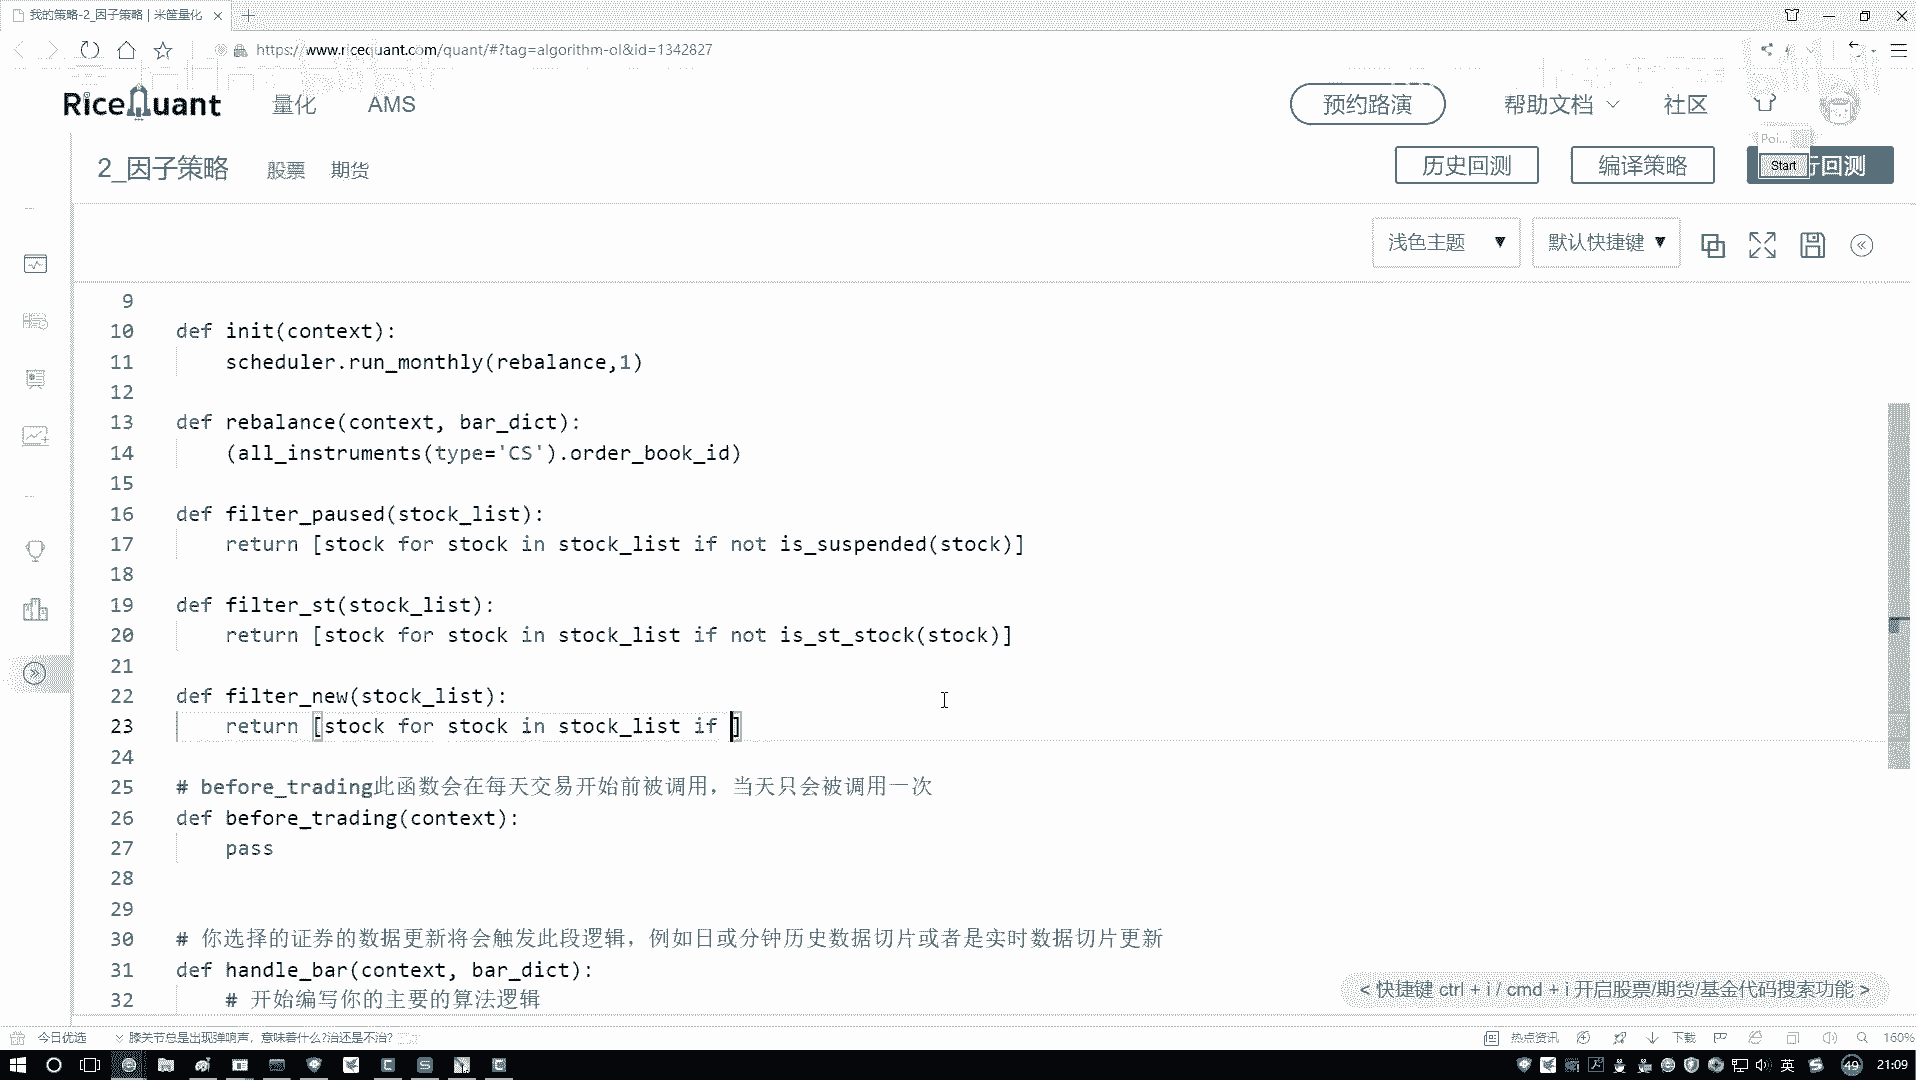 我的策略-2_因子策略 | 米筐量化
https://www.ricequant.com/quant/#?tag=algorithm-ol&id=1342827
RiceQuant 量化 AMS 预约路演 帮助文档 社区
2_因子策略 股票 期货 历史回测 编译策略 Start 行回测
Poi...
浅色主题 默认快捷键
9
10 def init(context):
11 scheduler.run_monthly(rebalance,1)
12
13 def rebalance(context, bar_dict):
14 (all_instruments(type='CS').order_book_id)
15
16 def filter_paused(stock_list):
17 return [stock for stock in stock_list if not is_suspended(stock)]
18
19 def filter_st(stock_list):
20 return [stock for stock in stock_list if not is_st_stock(stock)]
21
22 def filter_new(stock_list):
23 return [stock for stock in stock_list if ]
24
25 # before_trading此函数会在每天交易开始前被调用，当天只会被调用一次
26 def before_trading(context):
27 pass
28
29
30 # 你选择的证券的数据更新将会触发此段逻辑，例如日或分钟历史数据切片或者是实时数据切片更新
31 def handle_bar(context, bar_dict):
32 # 开始编写你的主要的算法逻辑
< 快捷键 ctrl + i / cmd + i 开启股票/期货/基金代码搜索功能 >
今日优选 膝关节总是出现弹响声，意味着什么?治还是不治? 热点资讯 下载 160%
英 49 21:09